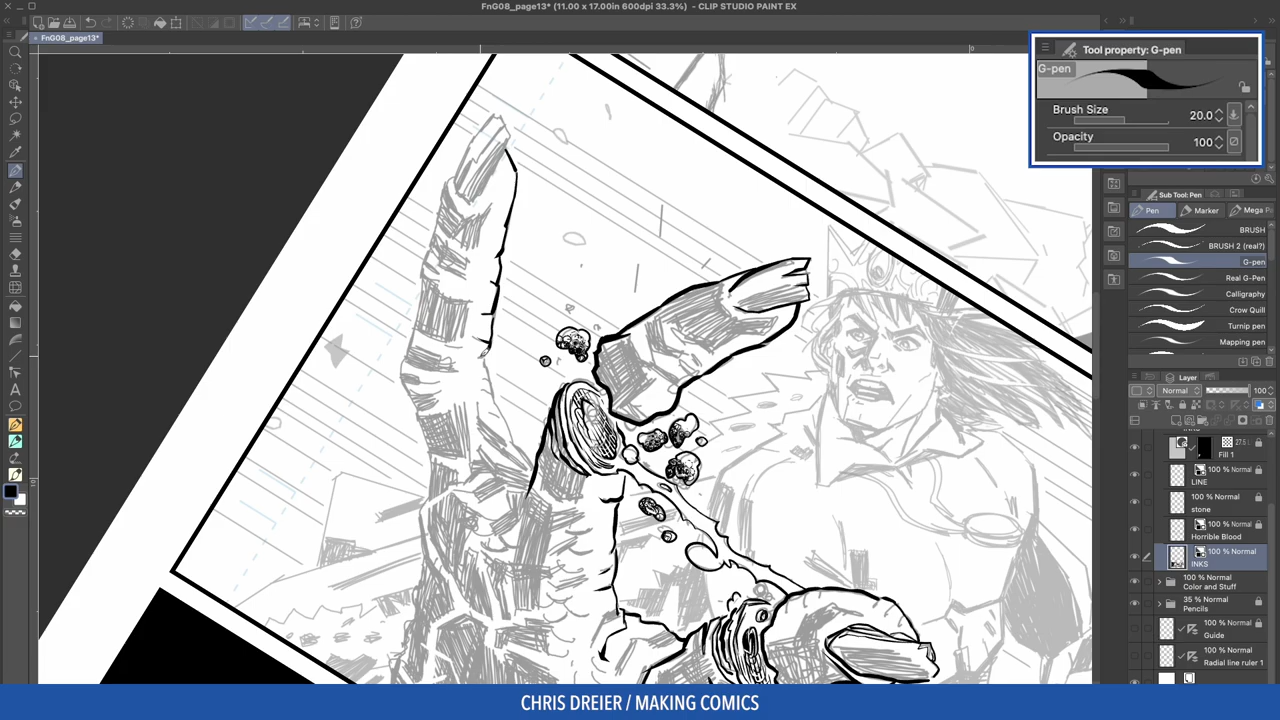 FnG08_page13* (11.00 x 17.00in 600dpi 33.3%) - CLIP STUDIO PAINT EX
FnG08_page13*
Tool property: G-pen
G-pen
Brush Size
20.0
Opacity
100
Sub Tool: Pen
Pen
Marker
Mega P
BRUSH
BRUSH 2 (real?)
G-pen
Real G-Pen
Calligraphy
Crow Quill
Turnip pen
Mapping pen
Layer
Normal
100
Fill 1
100 % Normal
LINE
100 % Normal
stone
100 % Normal
Horrible Blood
100 % Normal
INKS
100 % Normal
Color and Stuff
35 % Normal
Pencils
100 % Normal
Guide
100 % Normal
Radial line ruler 1
CHRIS DREIER / MAKING COMICS